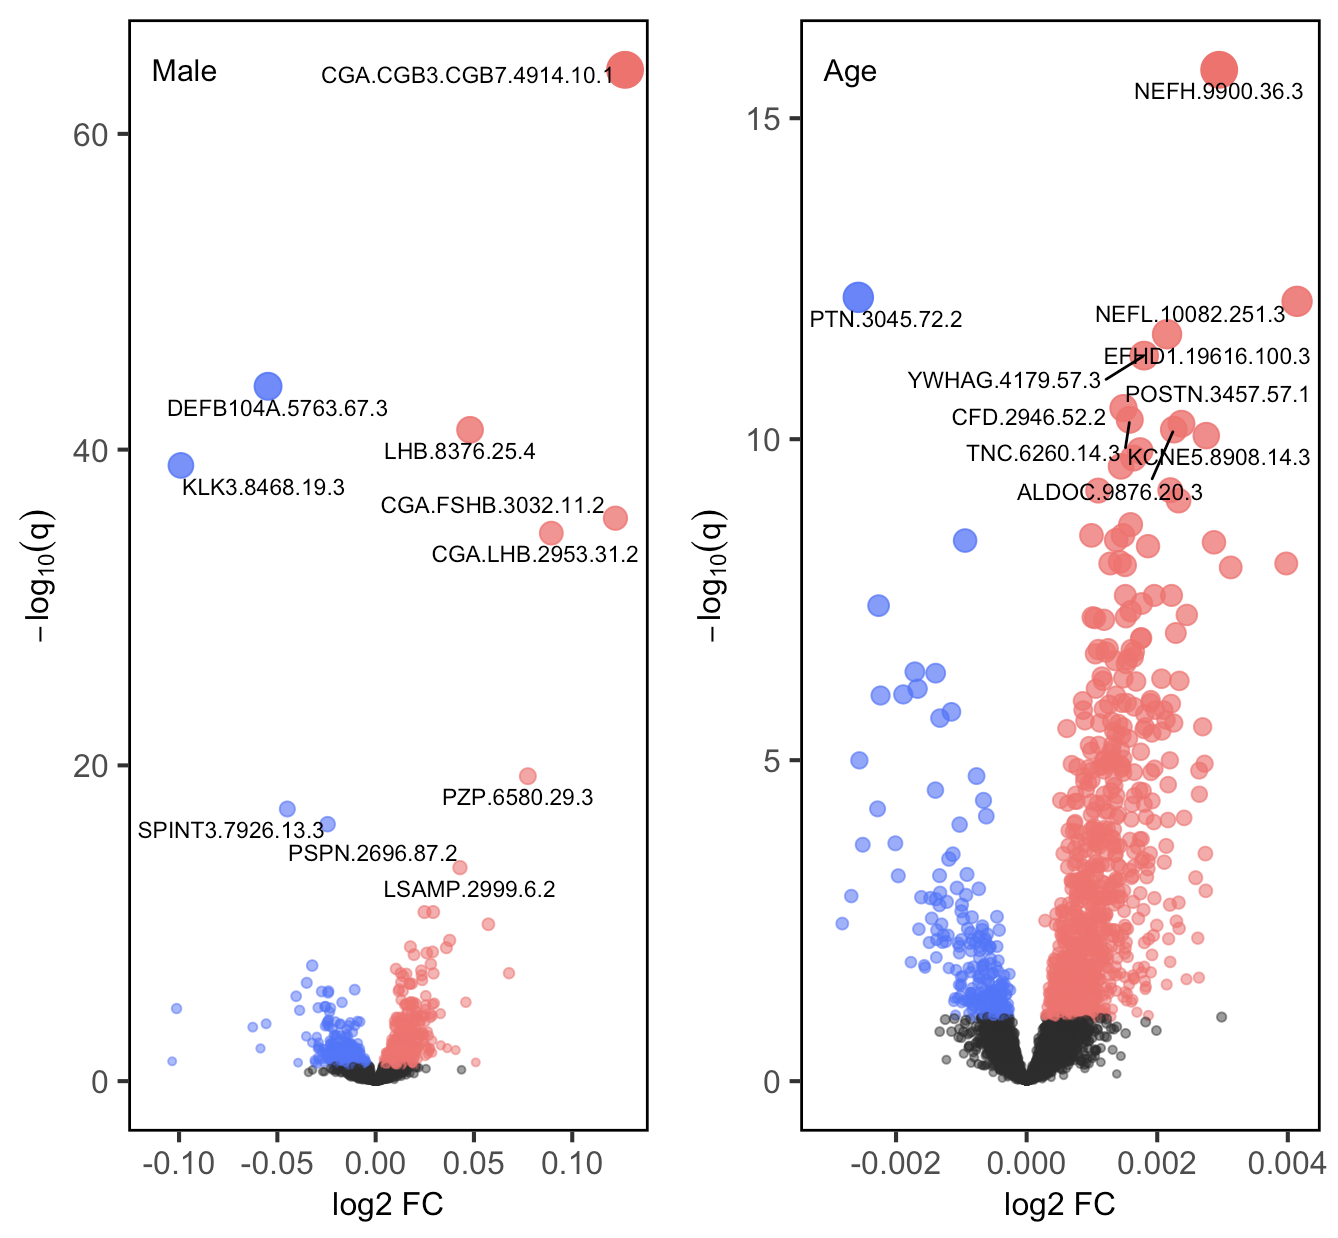 Male
CGA.CGB3.CGB7.4914.10.1
DEFB104A.5763.67.3
LHB.8376.25.4
KLK3.8468.19.3
CGA.FSHB.3032.11.2
CGA.LHB.2953.31.2
PZP.6580.29.3
SPINT3.7926.13.3
PSPN.2696.87.2
LSAMP.2999.6.2
60
40
20
0
−log10(q)
-0.10 -0.05 0.00 0.05 0.10
log2 FC
Age
NEFH.9900.36.3
PTN.3045.72.2
NEFL.10082.251.3
EFHD1.19616.100.3
YWHAG.4179.57.3
POSTN.3457.57.1
CFD.2946.52.2
TNC.6260.14.3
KCNE5.8908.14.3
ALDOC.9876.20.3
15
10
5
0
−log10(q)
-0.002 0.000 0.002 0.004
log2 FC